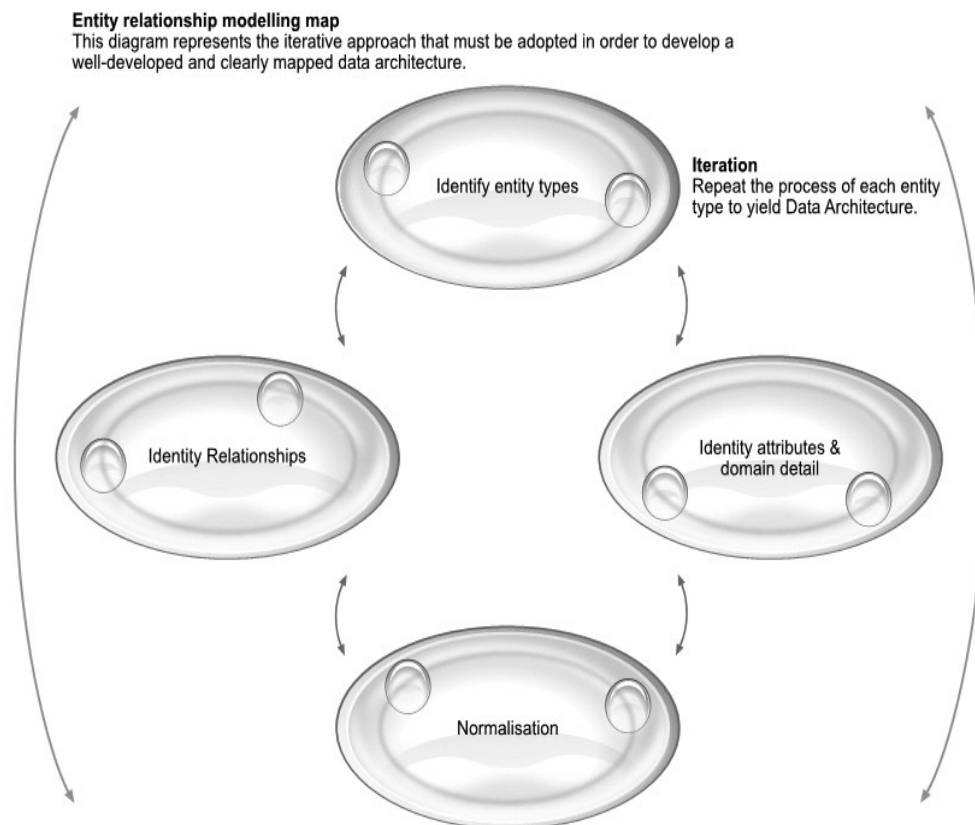 Entity relationship modelling map
This diagram represents the iterative approach that must be adopted in order to develop a
well-developed and clearly mapped data architecture.
Identify entity types
Iteration
Repeat the process of each entity
type to yield Data Architecture.
Identity Relationships
Identity attributes &
domain detail
Normalisation